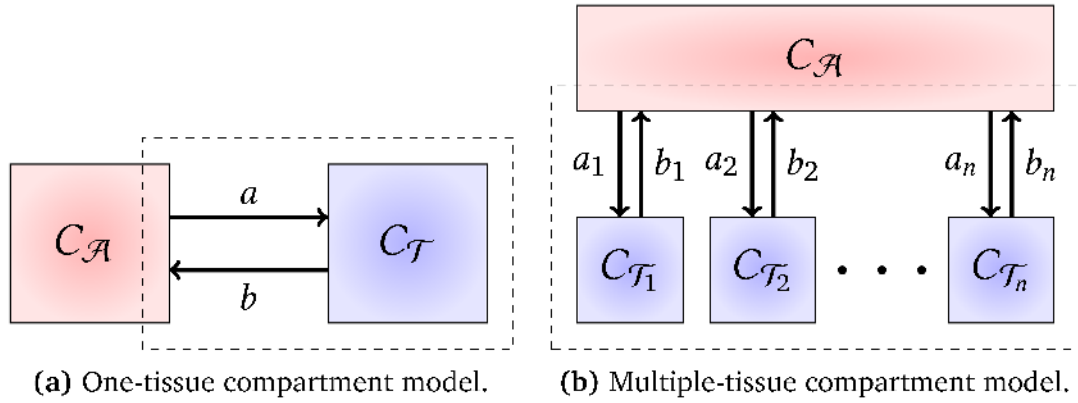 C_𝒜
a
b
C_𝒯
(a) One-tissue compartment model.
C_𝒜
a_1 b_1 a_2 b_2 a_n b_n
C_𝒯_1 C_𝒯_2 . . . C_𝒯_n
(b) Multiple-tissue compartment model.